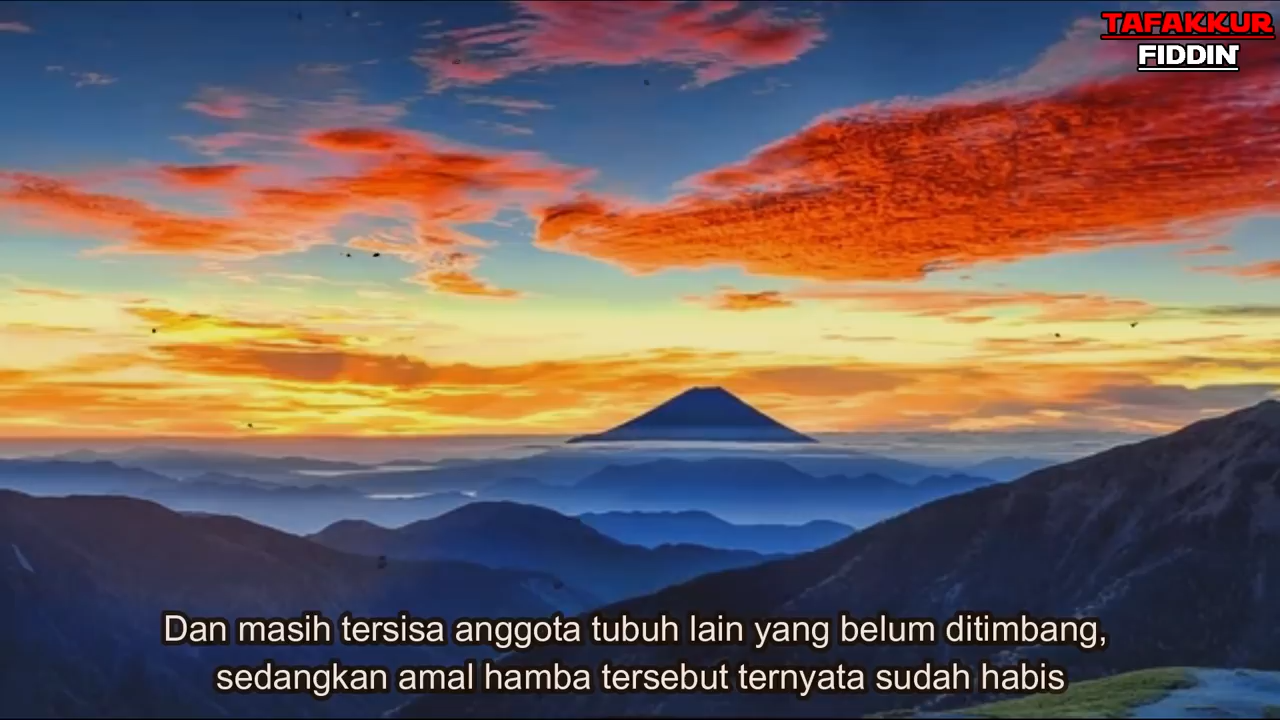 TAFAKKUR
FIDDIN
Dan masih tersisa anggota tubuh lain yang belum ditimbang,
sedangkan amal hamba tersebut ternyata sudah habis